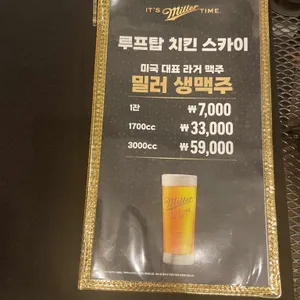 IT'S Miller TIME.
루프탑 치킨 스카이
미국 대표 라거 맥주
밀러 생맥주
1잔 ₩7,000
1700cc ₩33,000
3000cc ₩59,000
Miller